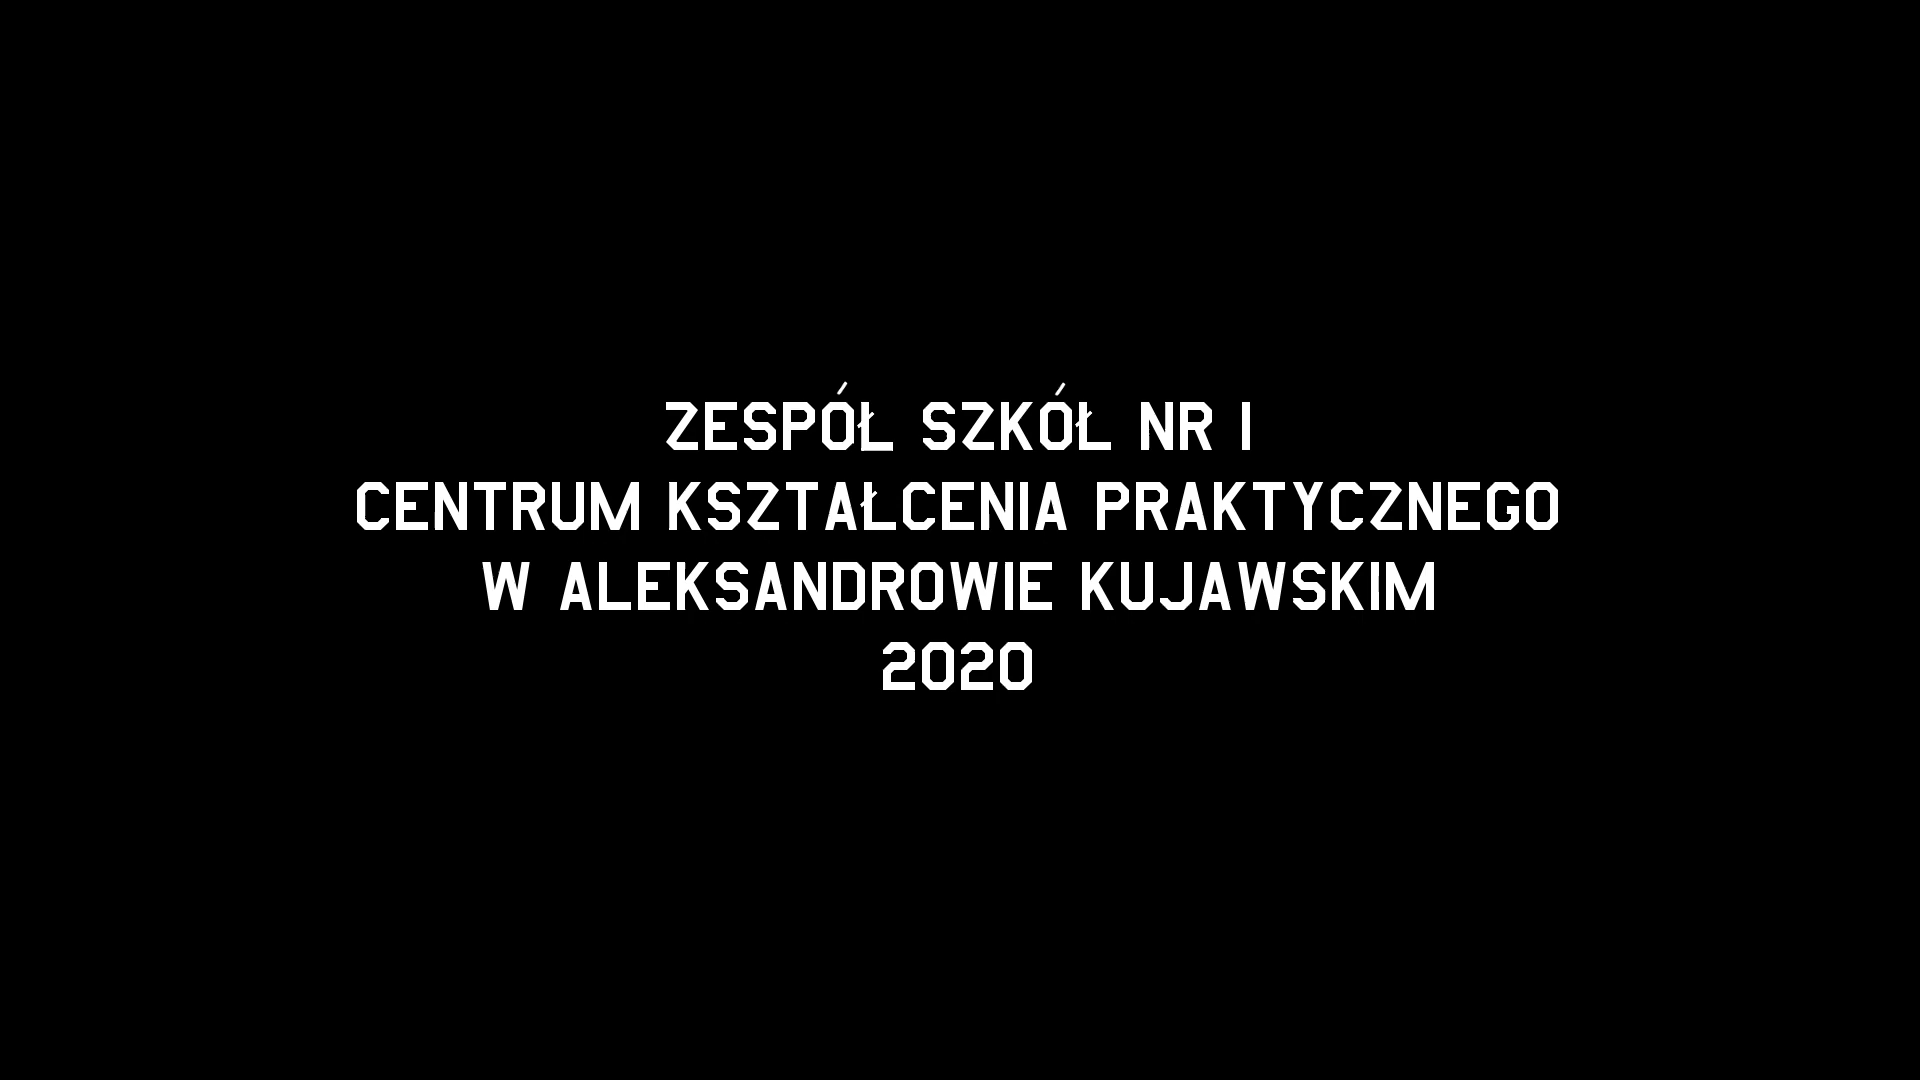 ZESPÓŁ SZKÓŁ NR 1
CENTRUM KSZTAŁCENIA PRAKTYCZNEGO
W ALEKSANDROWIE KUJAWSKIM
2020